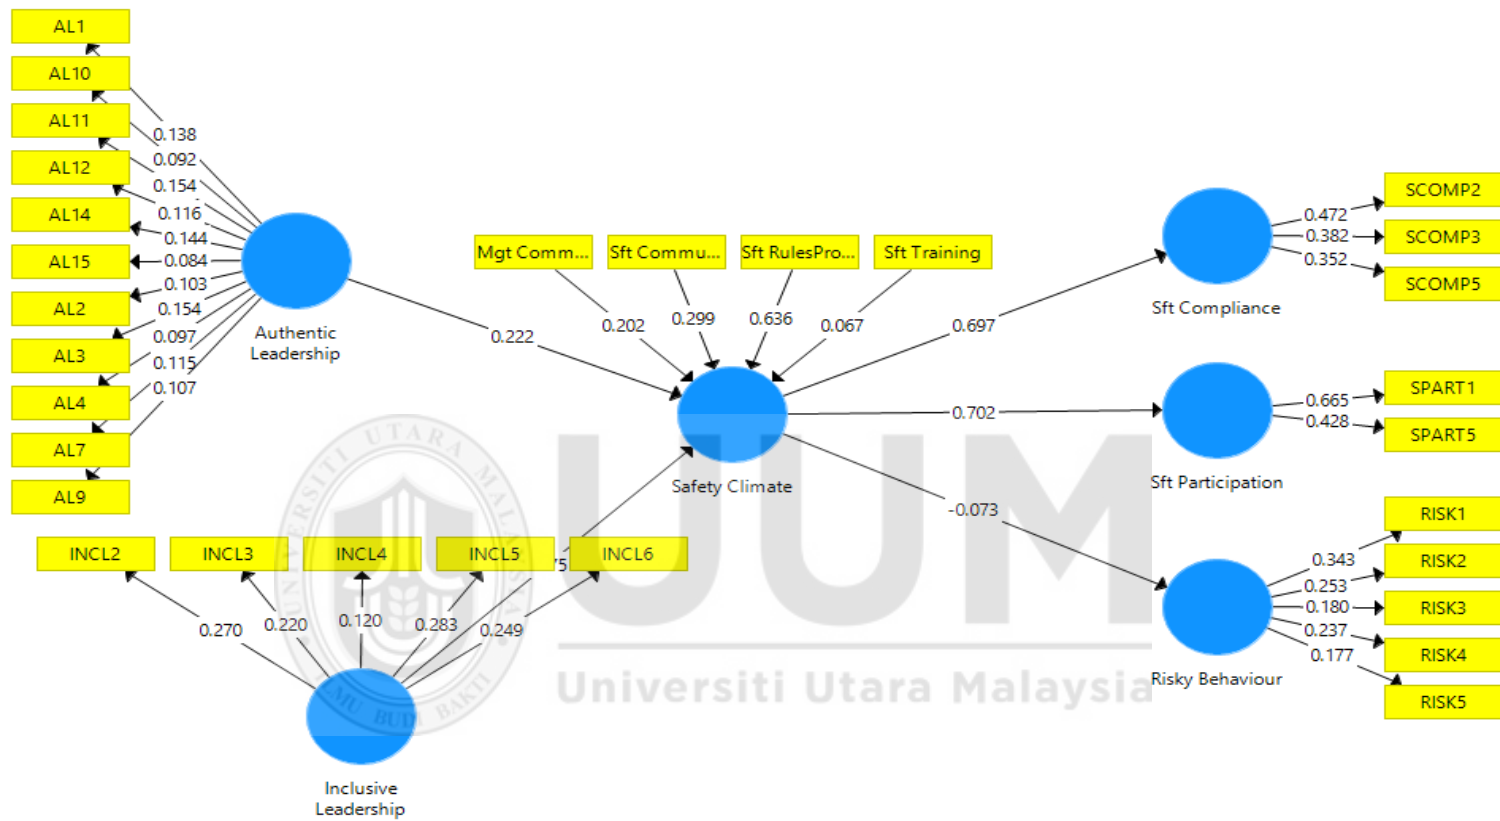 AL1
AL10
AL11
AL12
AL14
AL15
AL2
AL3
AL4
AL7
AL9
0.138
0.092
0.154
0.116
0.144
0.084
0.103
0.154
0.097
0.115
0.107
Authentic
Leadership
0.222
Mgt Comm...
Sft Commu...
Sft RulesPro...
Sft Training
0.202
0.299
0.636
0.067
Safety Climate
0.697
0.702
-0.073
Sft Compliance
0.472
0.382
0.352
SCOMP2
SCOMP3
SCOMP5
Sft Participation
0.665
0.428
SPART1
SPART5
Risky Behaviour
0.343
0.253
0.180
0.237
0.177
RISK1
RISK2
RISK3
RISK4
RISK5
INCL2
INCL3
INCL4
INCL5
INCL6
0.270
0.220
0.120
0.283
0.249
Inclusive
Leadership
UNIVERSITI UTARA MALAYSIA
ILMU BUDI BAKTI
UUM
Universiti Utara Malaysia